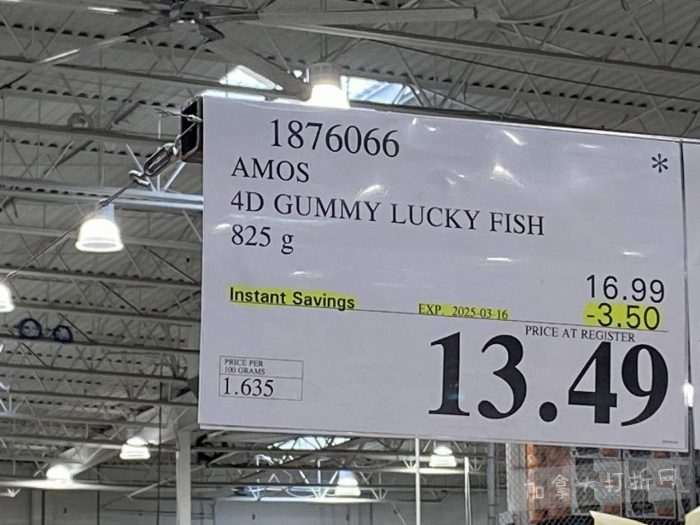 1876066
*
AMOS
4D GUMMY LUCKY FISH
825 g
16.99
Instant Savings EXP. 2025-03-16 -3.50
PRICE AT REGISTER
13.49
PRICE PER
100 GRAMS
1.635
加拿大打折网